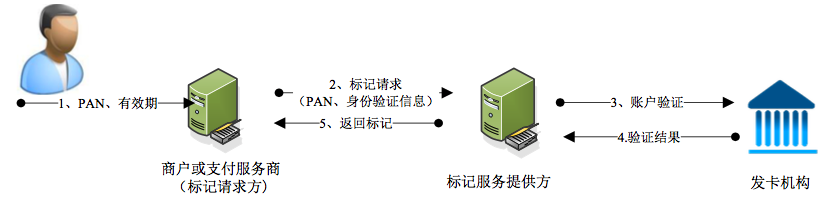 1、PAN、有效期
2、标记请求
（PAN、身份验证信息）
5、返回标记
3、账户验证
4.验证结果
商户或支付服务商
（标记请求方）
标记服务提供方
发卡机构